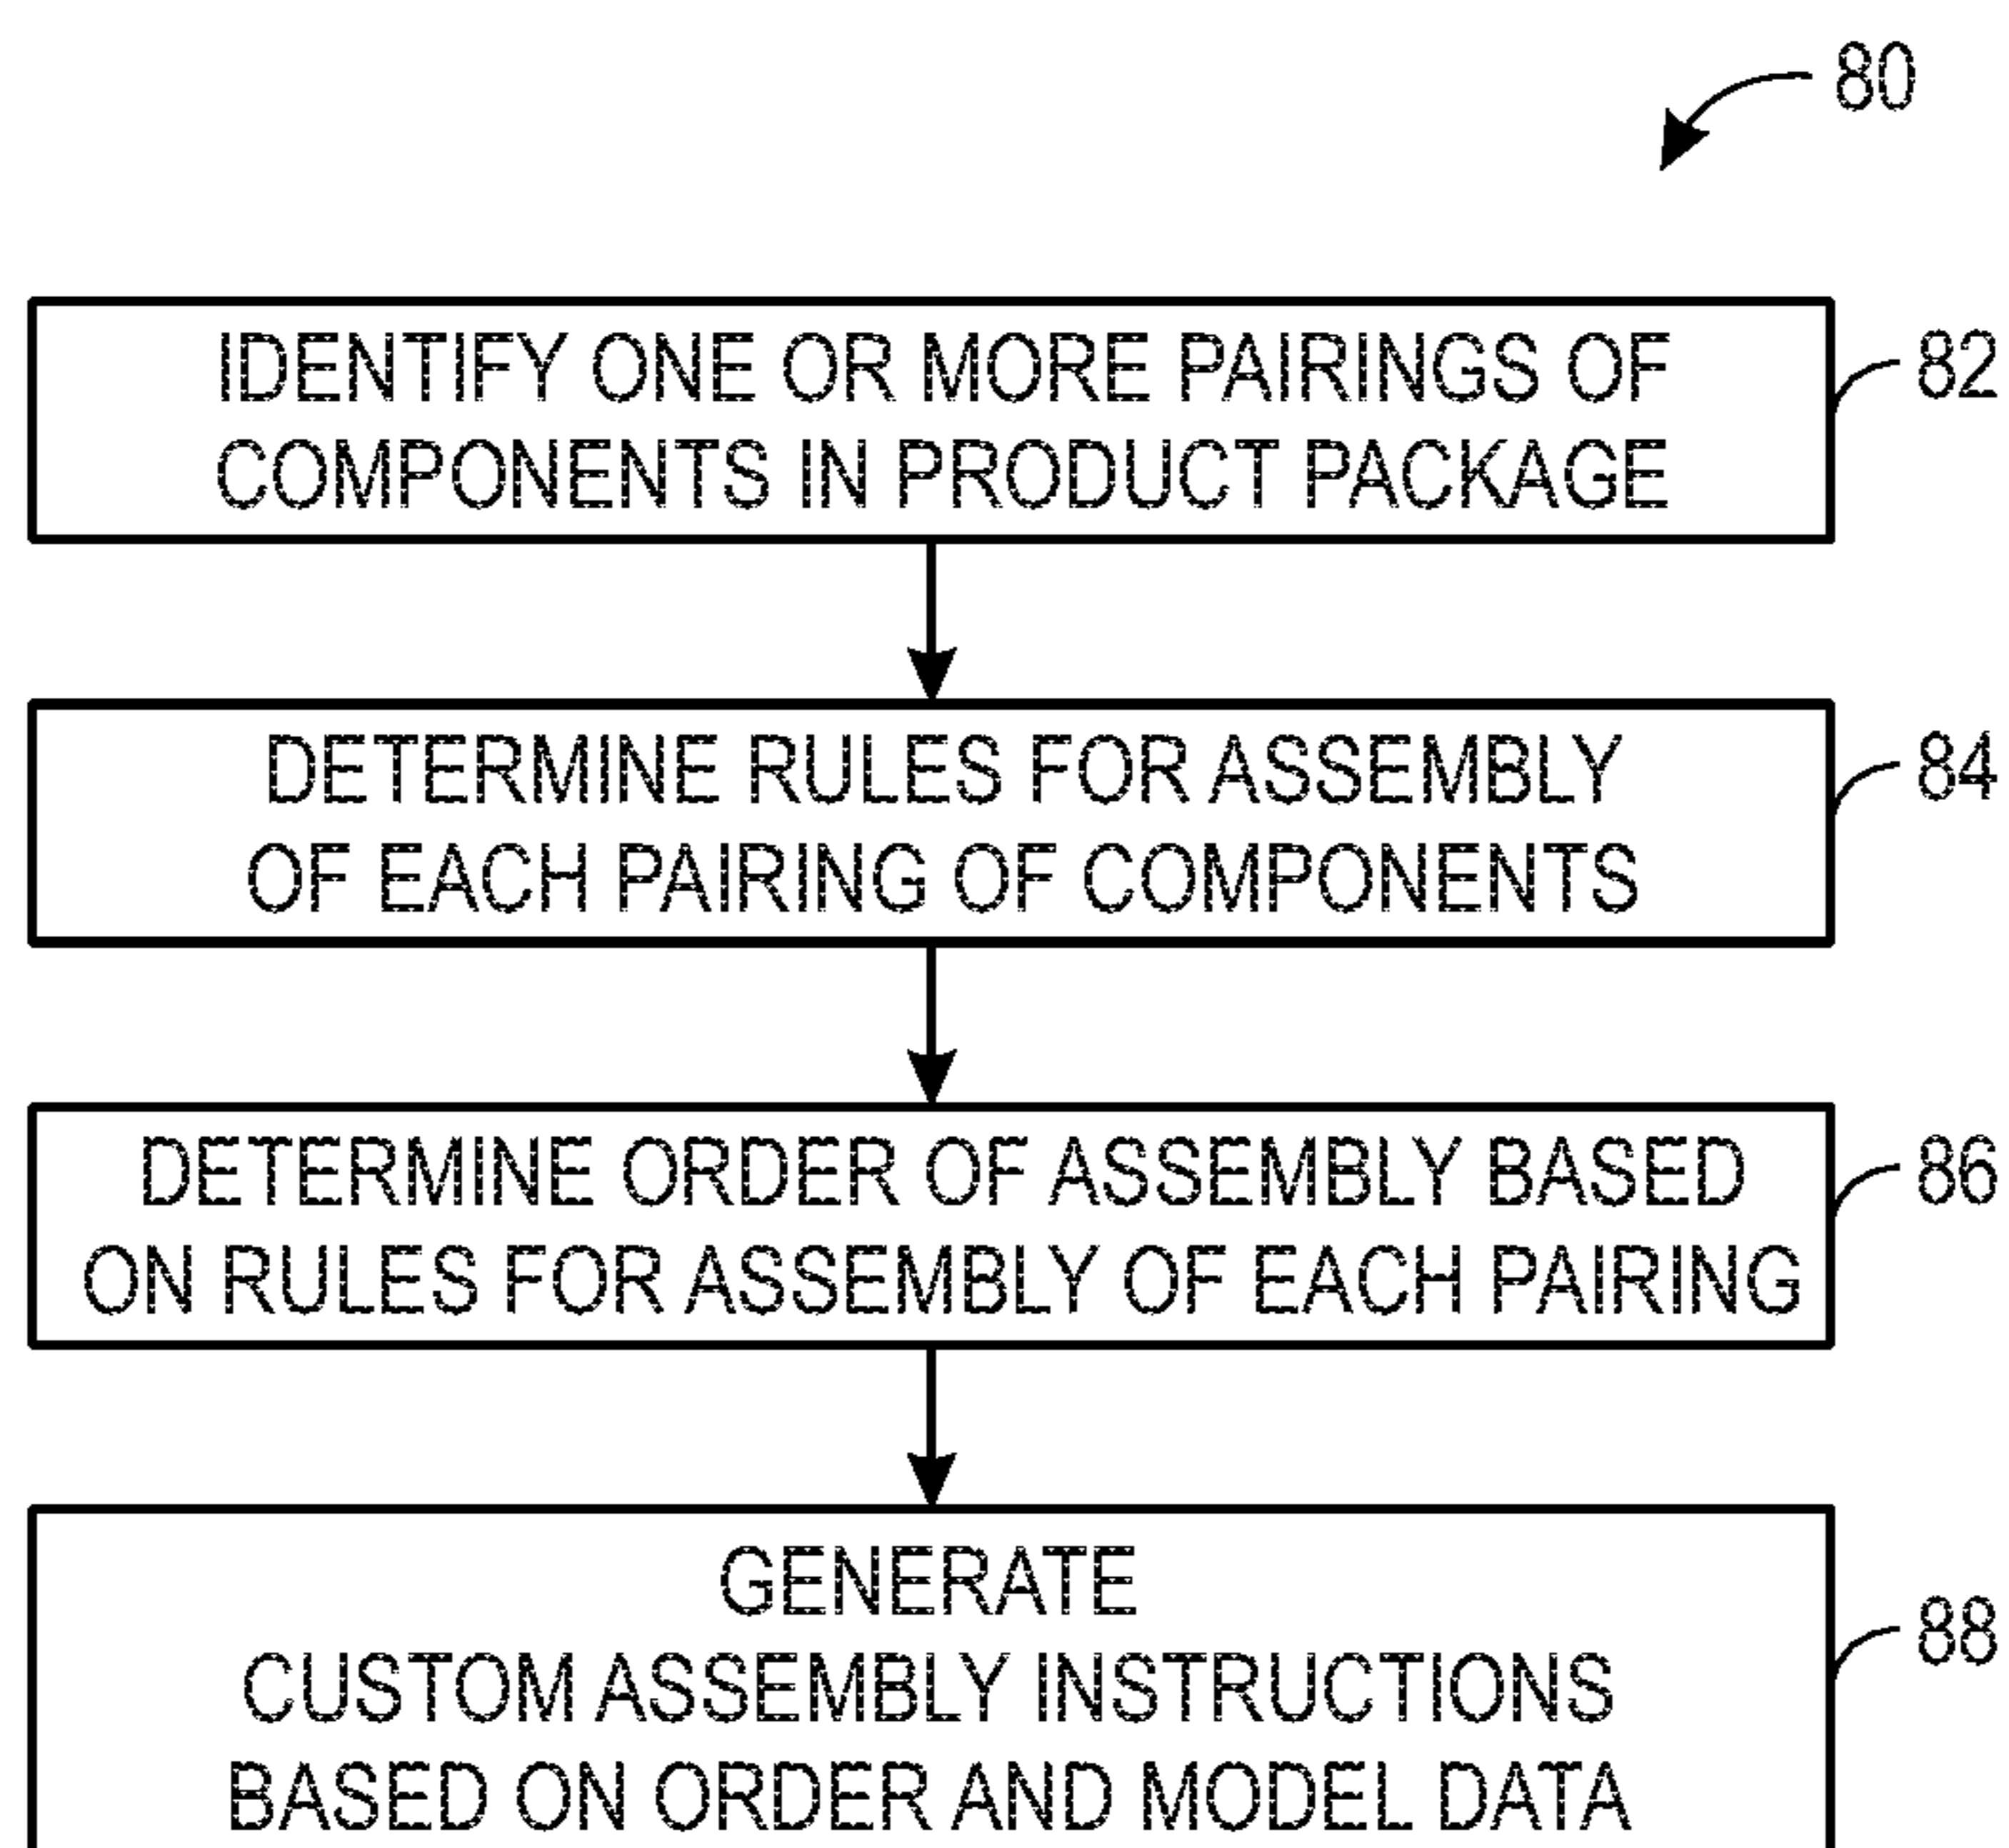 80
IDENTIFY ONE OR MORE PAIRINGS OF
COMPONENTS IN PRODUCT PACKAGE
82
DETERMINE RULES FOR ASSEMBLY
OF EACH PAIRING OF COMPONENTS
84
DETERMINE ORDER OF ASSEMBLY BASED
ON RULES FOR ASSEMBLY OF EACH PAIRING
86
GENERATE
CUSTOM ASSEMBLY INSTRUCTIONS
BASED ON ORDER AND MODEL DATA
88